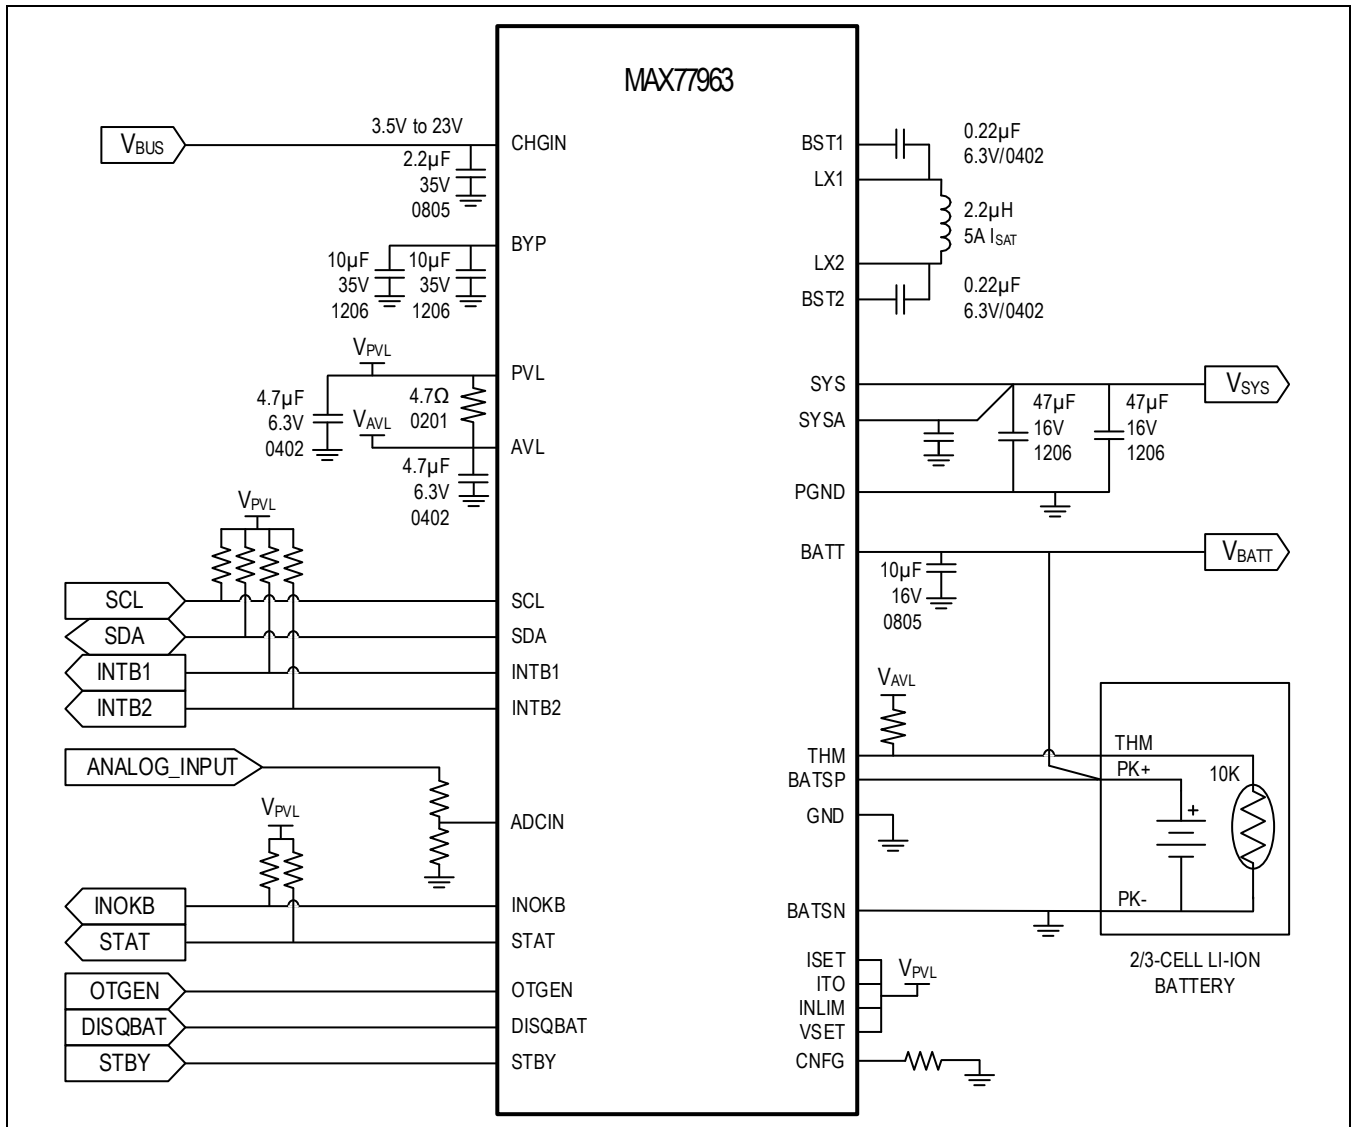 MAX77963
VBUS
3.5V to 23V
CHGIN
2.2µF
35V
0805
BYP
10µF
35V
1206
10µF
35V
1206
VPVL
PVL
4.7µF
6.3V
0402
4.7Ω
0201
VAVL
AVL
4.7µF
6.3V
0402
VPVL
SCL
SCL
SDA
SDA
INTB1
INTB1
INTB2
INTB2
ANALOG_INPUT
ADCIN
VPVL
INOKB
INOKB
STAT
STAT
OTGEN
OTGEN
DISQBAT
DISQBAT
STBY
STBY
BST1
0.22µF
6.3V/0402
LX1
2.2µH
5A ISAT
LX2
BST2
0.22µF
6.3V/0402
SYS
VSYS
SYSA
47µF
16V
1206
47µF
16V
1206
PGND
BATT
VBATT
10µF
16V
0805
VAVL
THM
THM
BATSP
PK+
10K
+
GND
BATSN
PK-
2/3-CELL LI-ION
BATTERY
ISET
ITO
INLIM
VSET
VPVL
CNFG